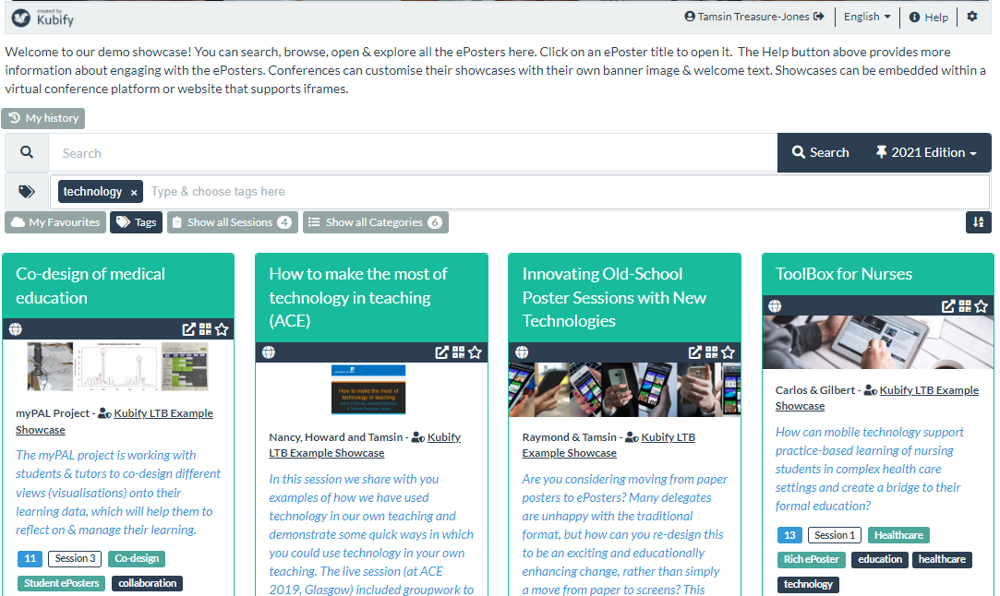 created by
Kubify
Tamsin Treasure-Jones
English
Help
Welcome to our demo showcase! You can search, browse, open & explore all the ePosters here. Click on an ePoster title to open it. The Help button above provides more
information about engaging with the ePosters. Conferences can customise their showcases with their own banner image & welcome text. Showcases can be embedded within a
virtual conference platform or website that supports iframes.
My history
Search
Search
2021 Edition
technology ×
Type & choose tags here
My Favourites
Tags
Show all Sessions 4
Show all Categories 6
Co-design of medical
education
myPAL Project - Kubify LTB Example
Showcase
The myPAL project is working with
students & tutors to co-design different
views (visualisations) onto their
learning data, which will help them to
reflect on & manage their learning.
11
Session 3
Co-design
Student ePosters
collaboration
How to make the most of
technology in teaching
(ACE)
How to make the most of
technology in teaching
Nancy, Howard and Tamsin - Kubify
LTB Example Showcase
In this session we share with you
examples of how we have used
technology in our own teaching and
demonstrate some quick ways in which
you could use technology in your own
teaching. The live session (at ACE
2019, Glasgow) included groupwork to
Innovating Old-School
Poster Sessions with New
Technologies
Raymond & Tamsin - Kubify LTB
Example Showcase
Are you considering moving from paper
posters to ePosters? Many delegates
are unhappy with the traditional
format, but how can you re-design this
to be an exciting and educationally
enhancing change, rather than simply
a move from paper to screens? This
ToolBox for Nurses
Carlos & Gilbert - Kubify LTB Example
Showcase
How can mobile technology support
practice-based learning of nursing
students in complex health care
settings and create a bridge to their
formal education?
13
Session 1
Healthcare
Rich ePoster
education
healthcare
technology